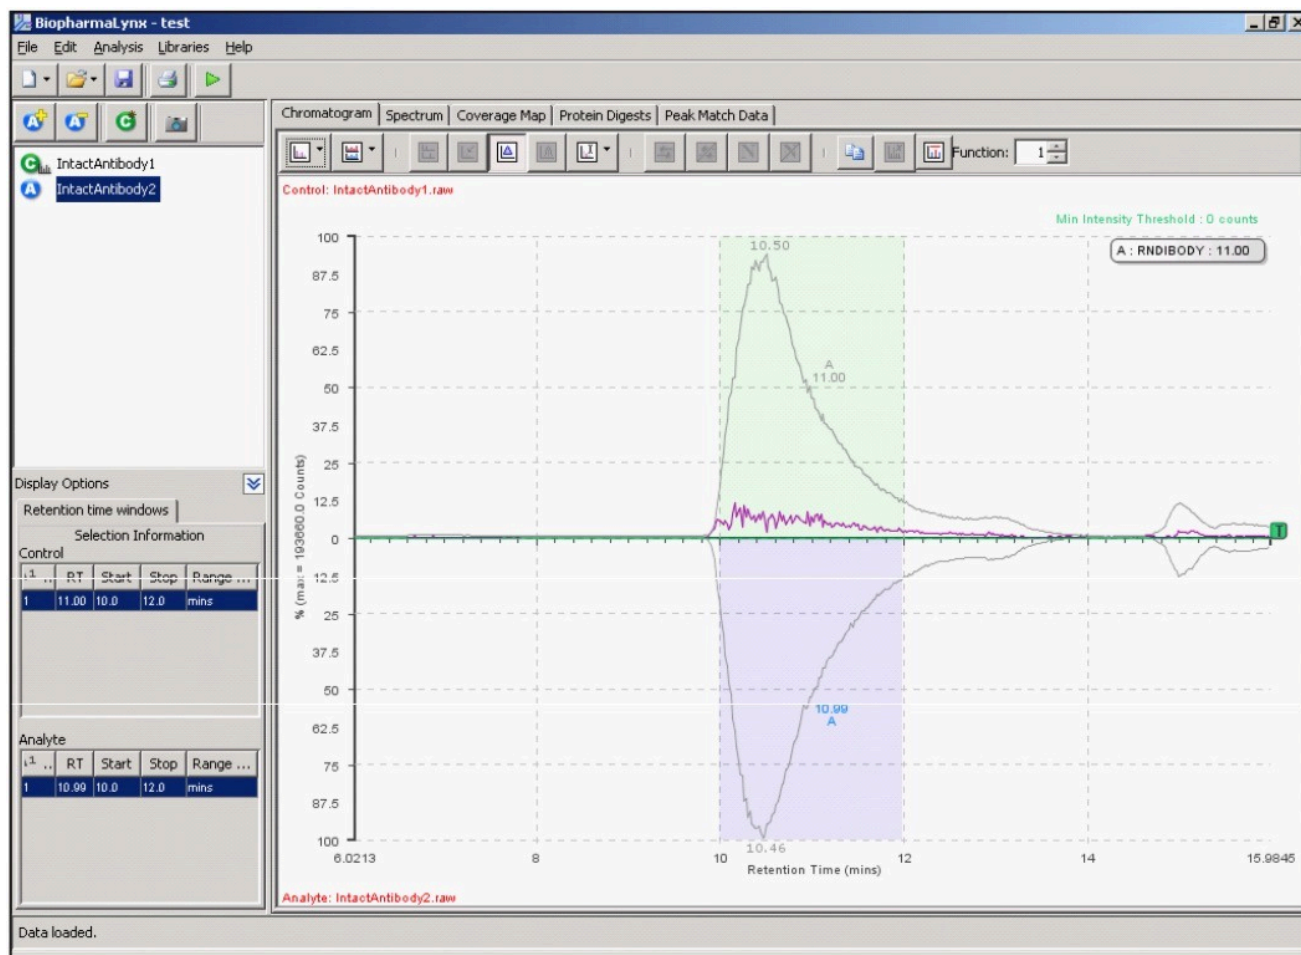 BiopharmaLynx - test
File Edit Analysis Libraries Help
Chromatogram Spectrum Coverage Map Protein Digests Peak Match Data
Function: 1
IntactAntibody1
IntactAntibody2
Control: IntactAntibody1.raw
Min Intensity Threshold : 0 counts
A : RNDIBODY : 11.00
100
87.5
75
62.5
50
37.5
25
12.5
0
12.5
25
37.5
50
62.5
75
87.5
100
% (max = 193660.0 Counts)
10.50
A
11.00
T
10.99
A
10.46
6.0213 8 10 12 14 15.9845
Retention Time (mins)
Analyte: IntactAntibody2.raw
Display Options
Retention time windows
Selection Information
Control
RT Start Stop Range ...
1 11.00 10.0 12.0 mins
Analyte
RT Start Stop Range ...
1 10.99 10.0 12.0 mins
Data loaded.